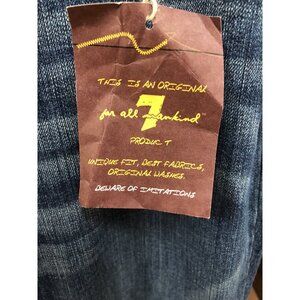 THIS IS AN ORIGINAL
7
for all mankind
PRODUCT
UNIQUE FIT, BEST FABRICS,
ORIGINAL WASHES.
BEWARE OF IMITATIONS